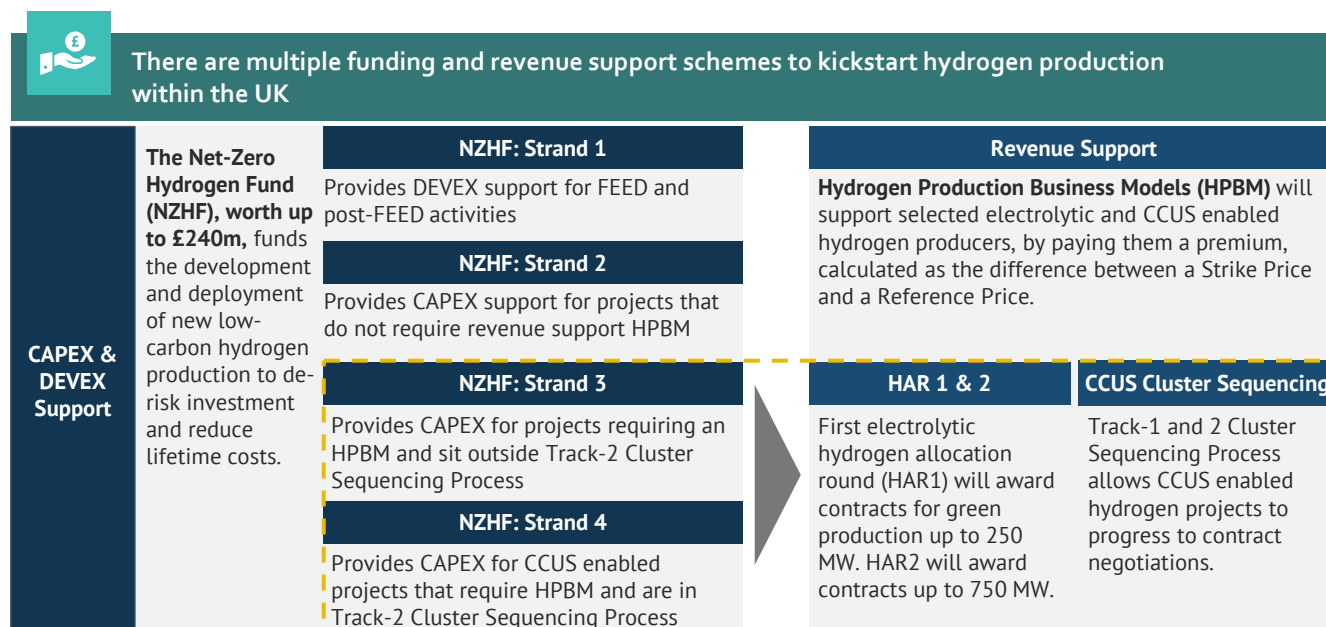 £
There are multiple funding and revenue support schemes to kickstart hydrogen production
within the UK
CAPEX &
DEVEX
Support
The Net-Zero
Hydrogen Fund
(NZHF), worth up
to £240m, funds
the development
and deployment
of new low-
carbon hydrogen
production to de-
risk investment
and reduce
lifetime costs.
NZHF: Strand 1
Provides DEVEX support for FEED and
post-FEED activities
NZHF: Strand 2
Provides CAPEX support for projects that
do not require revenue support HPBM
NZHF: Strand 3
Provides CAPEX for projects requiring an
HPBM and sit outside Track-2 Cluster
Sequencing Process
NZHF: Strand 4
Provides CAPEX for CCUS enabled
projects that require HPBM and are in
Track-2 Cluster Sequencing Process
Revenue Support
Hydrogen Production Business Models (HPBM) will
support selected electrolytic and CCUS enabled
hydrogen producers, by paying them a premium,
calculated as the difference between a Strike Price
and a Reference Price.
HAR 1 & 2
First electrolytic
hydrogen allocation
round (HAR1) will award
contracts for green
production up to 250
MW. HAR2 will award
contracts up to 750 MW.
CCUS Cluster Sequencing
Track-1 and 2 Cluster
Sequencing Process
allows CCUS enabled
hydrogen projects to
progress to contract
negotiations.